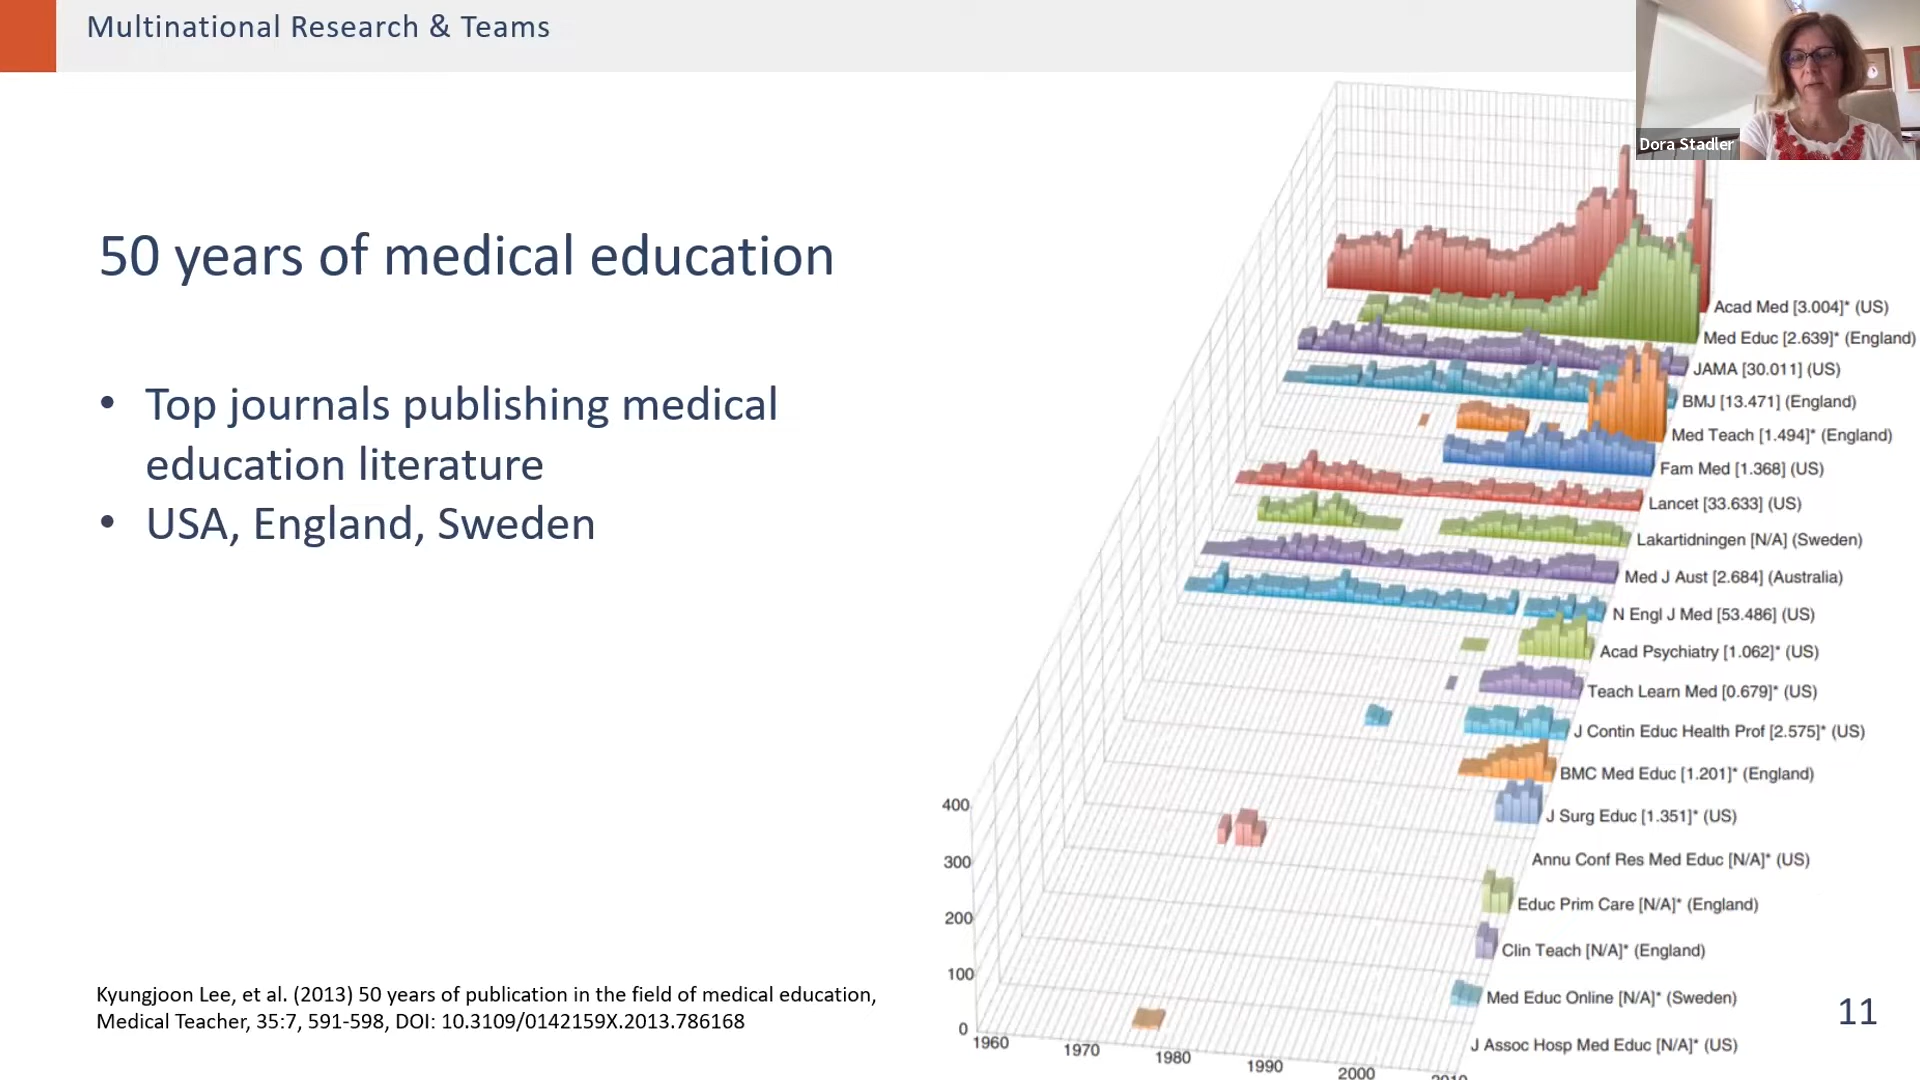 Multinational Research & Teams
Dora Stadler
50 years of medical education
• Top journals publishing medical
education literature
• USA, England, Sweden
Acad Med [3.004]* (US)
Med Educ [2.639]* (England)
JAMA [30.011] (US)
BMJ [13.471] (England)
Med Teach [1.494]* (England)
Fam Med [1.368] (US)
Lancet [33.633] (US)
Lakartidningen [N/A] (Sweden)
Med J Aust [2.684] (Australia)
N Engl J Med [53.486] (US)
Acad Psychiatry [1.062]* (US)
Teach Learn Med [0.679]* (US)
J Contin Educ Health Prof [2.575]* (US)
BMC Med Educ [1.201]* (England)
J Surg Educ [1.351]* (US)
Annu Conf Res Med Educ [N/A]* (US)
Educ Prim Care [N/A]* (England)
Clin Teach [N/A]* (England)
Med Educ Online [N/A]* (Sweden)
J Assoc Hosp Med Educ [N/A]* (US)
400
300
200
100
0
1960
1970
1980
1990
2000
2010
Kyungjoon Lee, et al. (2013) 50 years of publication in the field of medical education,
Medical Teacher, 35:7, 591-598, DOI: 10.3109/0142159X.2013.786168
11